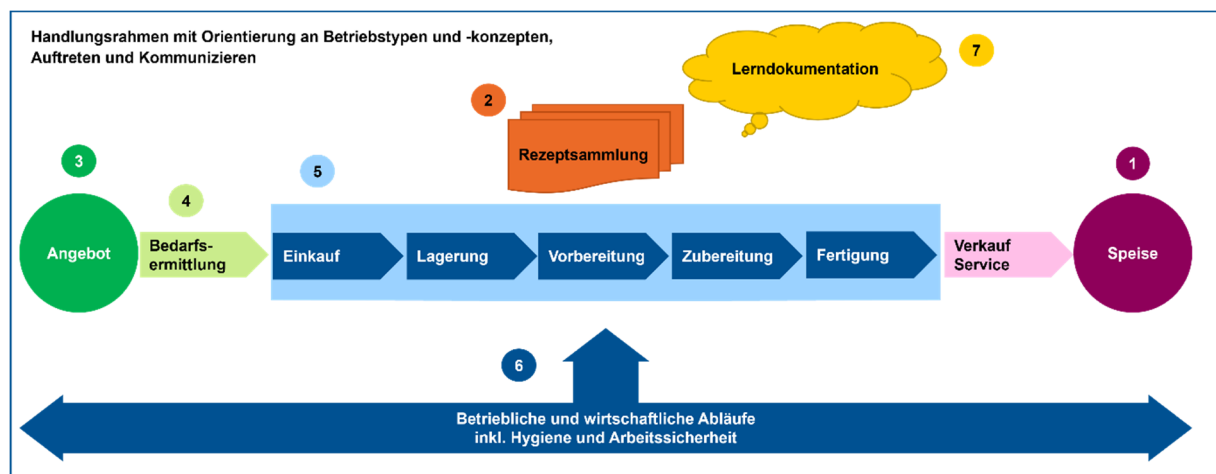 Handlungsrahmen mit Orientierung an Betriebstypen und -konzepten,
Auftreten und Kommunizieren
7
Lerndokumentation
2
Rezeptsammlung
3
5
1
4
Angebot
Bedarfs-
ermittlung
Einkauf
Lagerung
Vorbereitung
Zubereitung
Fertigung
Verkauf
Service
Speise
6
Betriebliche und wirtschaftliche Abläufe
inkl. Hygiene und Arbeitssicherheit